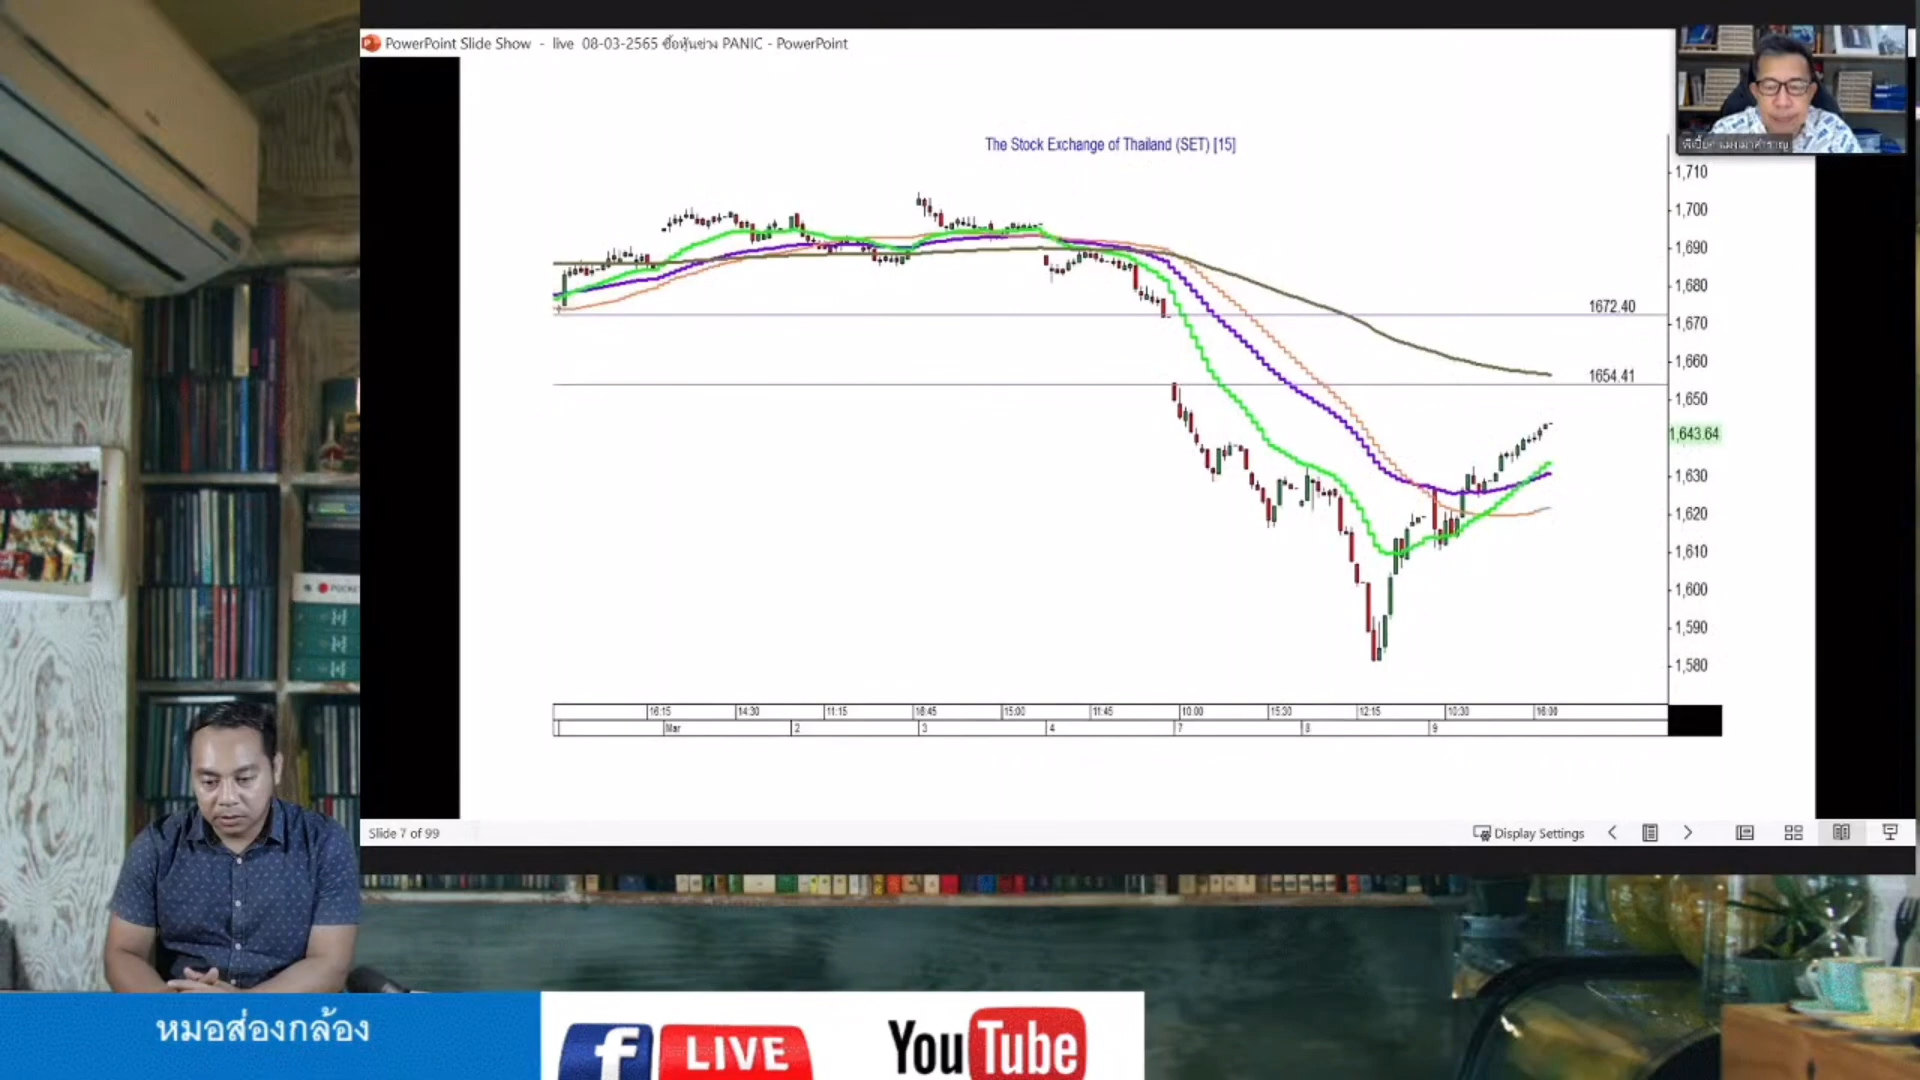 PowerPoint Slide Show - live 08-03-2565 ซื้อหุ้นช่วง PANIC - PowerPoint
The Stock Exchange of Thailand (SET) [15]
1,710
1,700
1,690
1,680
1672.40
1,670
1,660
1654.41
1,650
1,643.64
1,630
1,620
1,610
1,600
1,590
1,580
16:15 14:30 11:15 16:45 15:00 11:45 10:00 15:30 12:15 10:30 16:00
Mar 2 3 4 7 8 9
Slide 7 of 99
Display Settings
หมอส่องกล้อง
f LIVE
YouTube